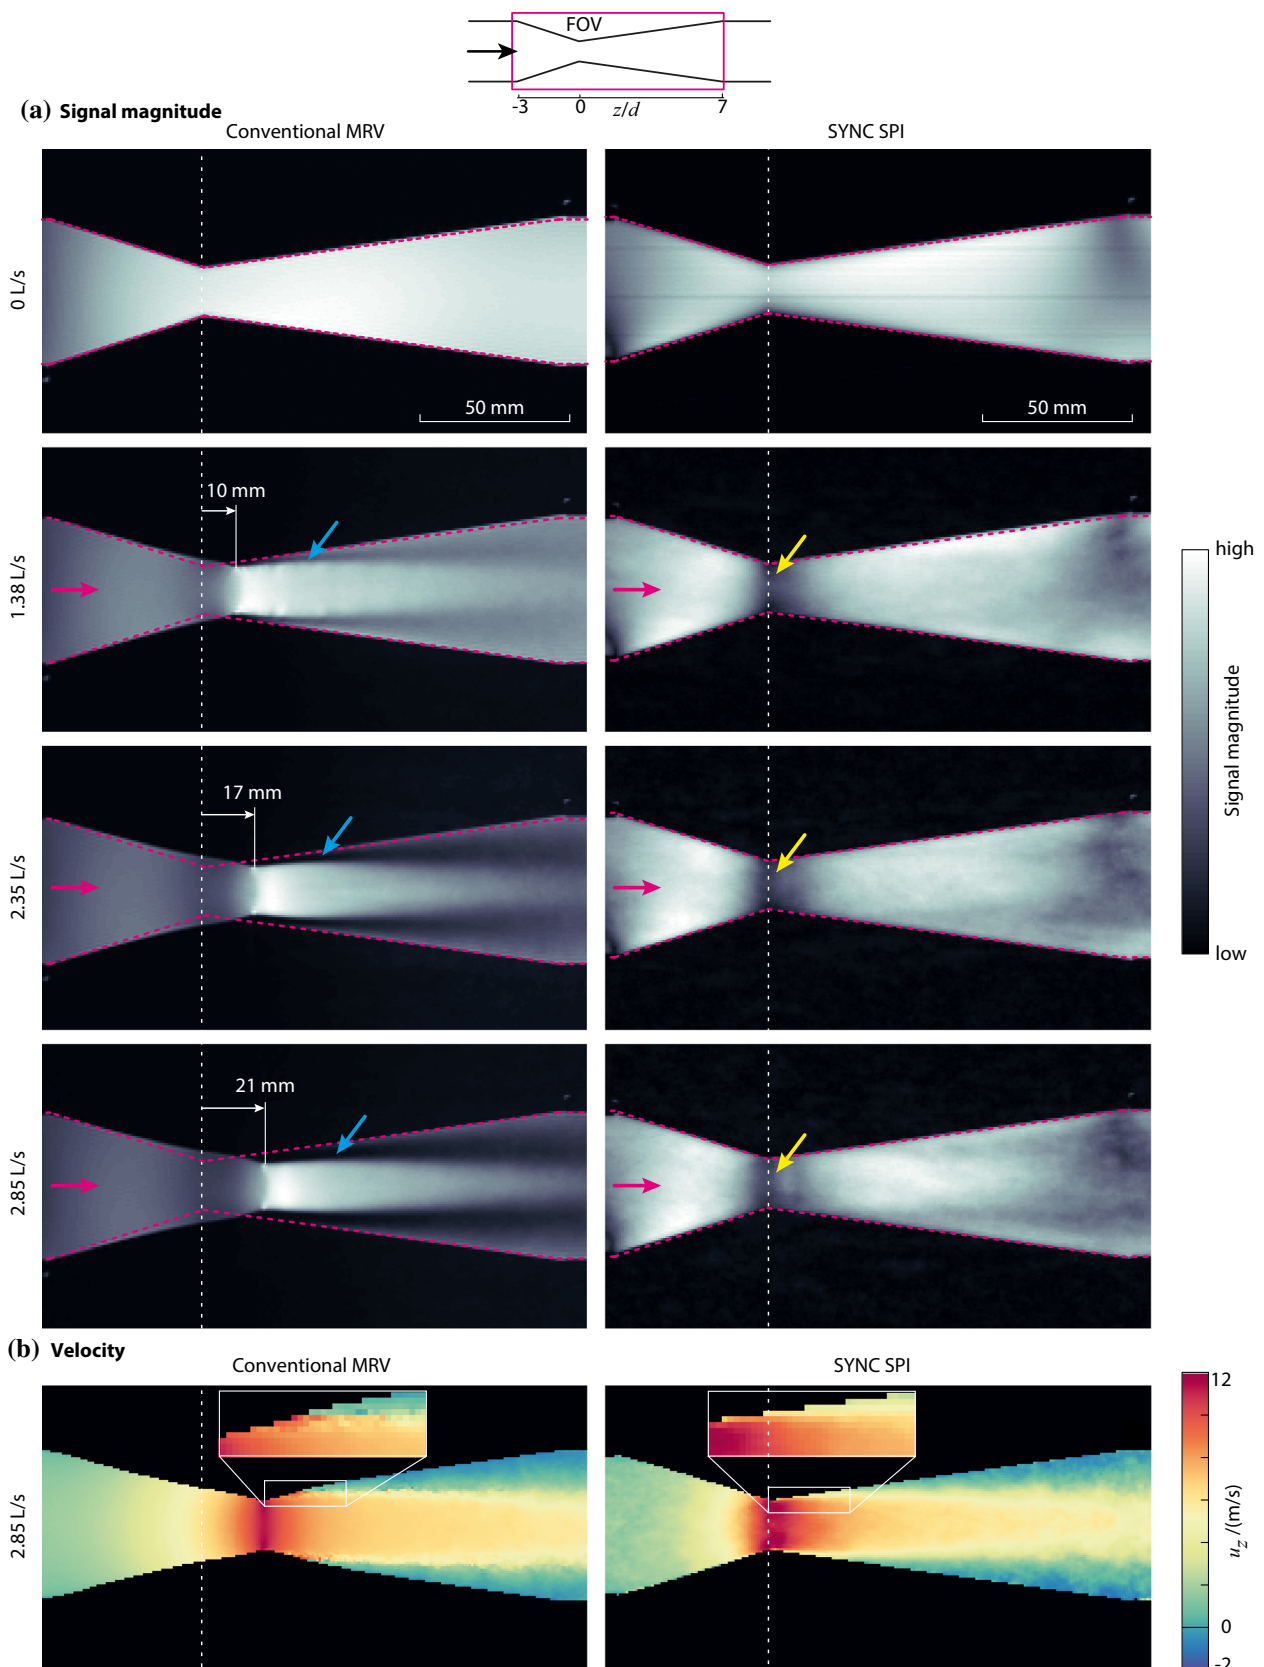 FOV
-3 0 z/d 7
(a) Signal magnitude
Conventional MRV SYNC SPI
0 L/s
50 mm 50 mm
1.38 L/s
10 mm
high
Signal magnitude
low
2.35 L/s
17 mm
2.85 L/s
21 mm
(b) Velocity
Conventional MRV SYNC SPI
2.85 L/s
12
u_z /(m/s)
0
-2